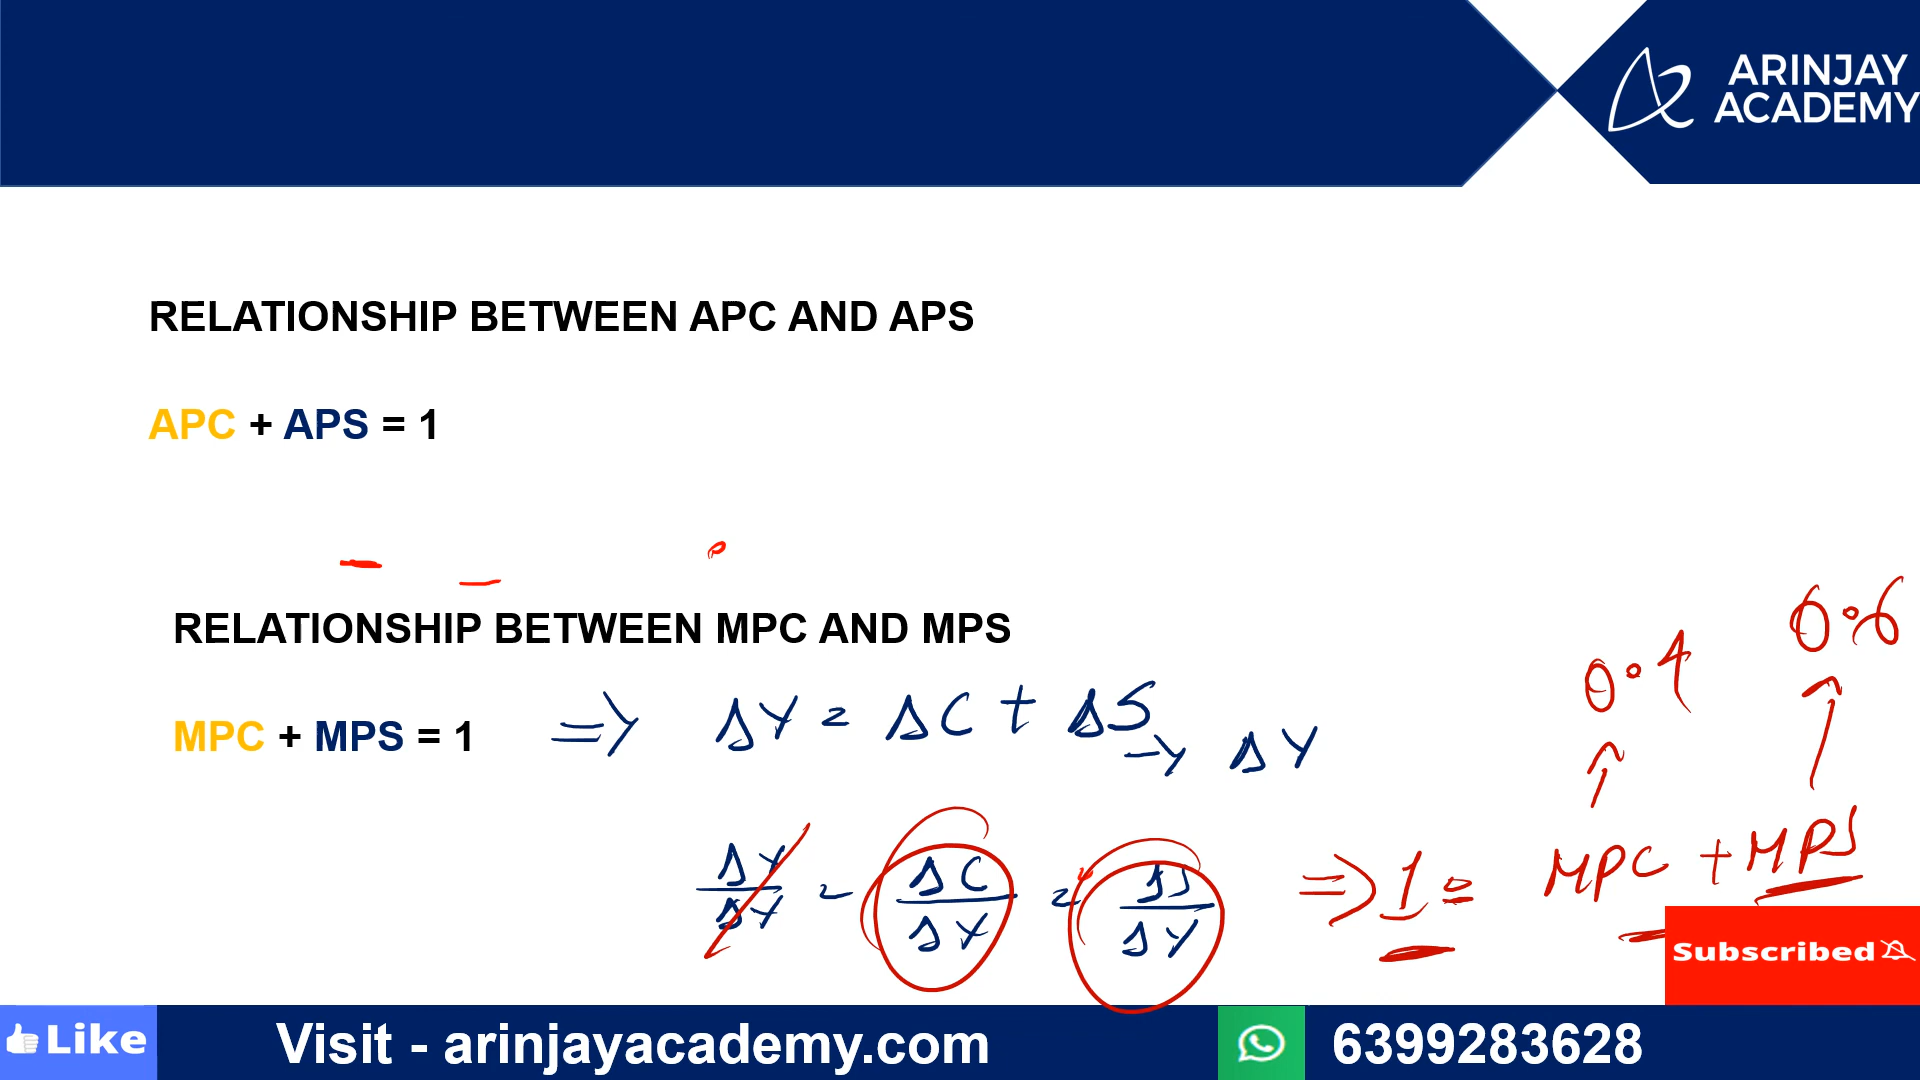 ARINJAY
ACADEMY
RELATIONSHIP BETWEEN APC AND APS
APC + APS = 1
RELATIONSHIP BETWEEN MPC AND MPS
0.4 0.6
MPC + MPS = 1 => ΔY = ΔC + ΔS
ΔY
ΔY/ΔY = ΔC/ΔY = ΔS/ΔY => 1 = MPC + MPS
Subscribed
Like
Visit - arinjayacademy.com
6399283628